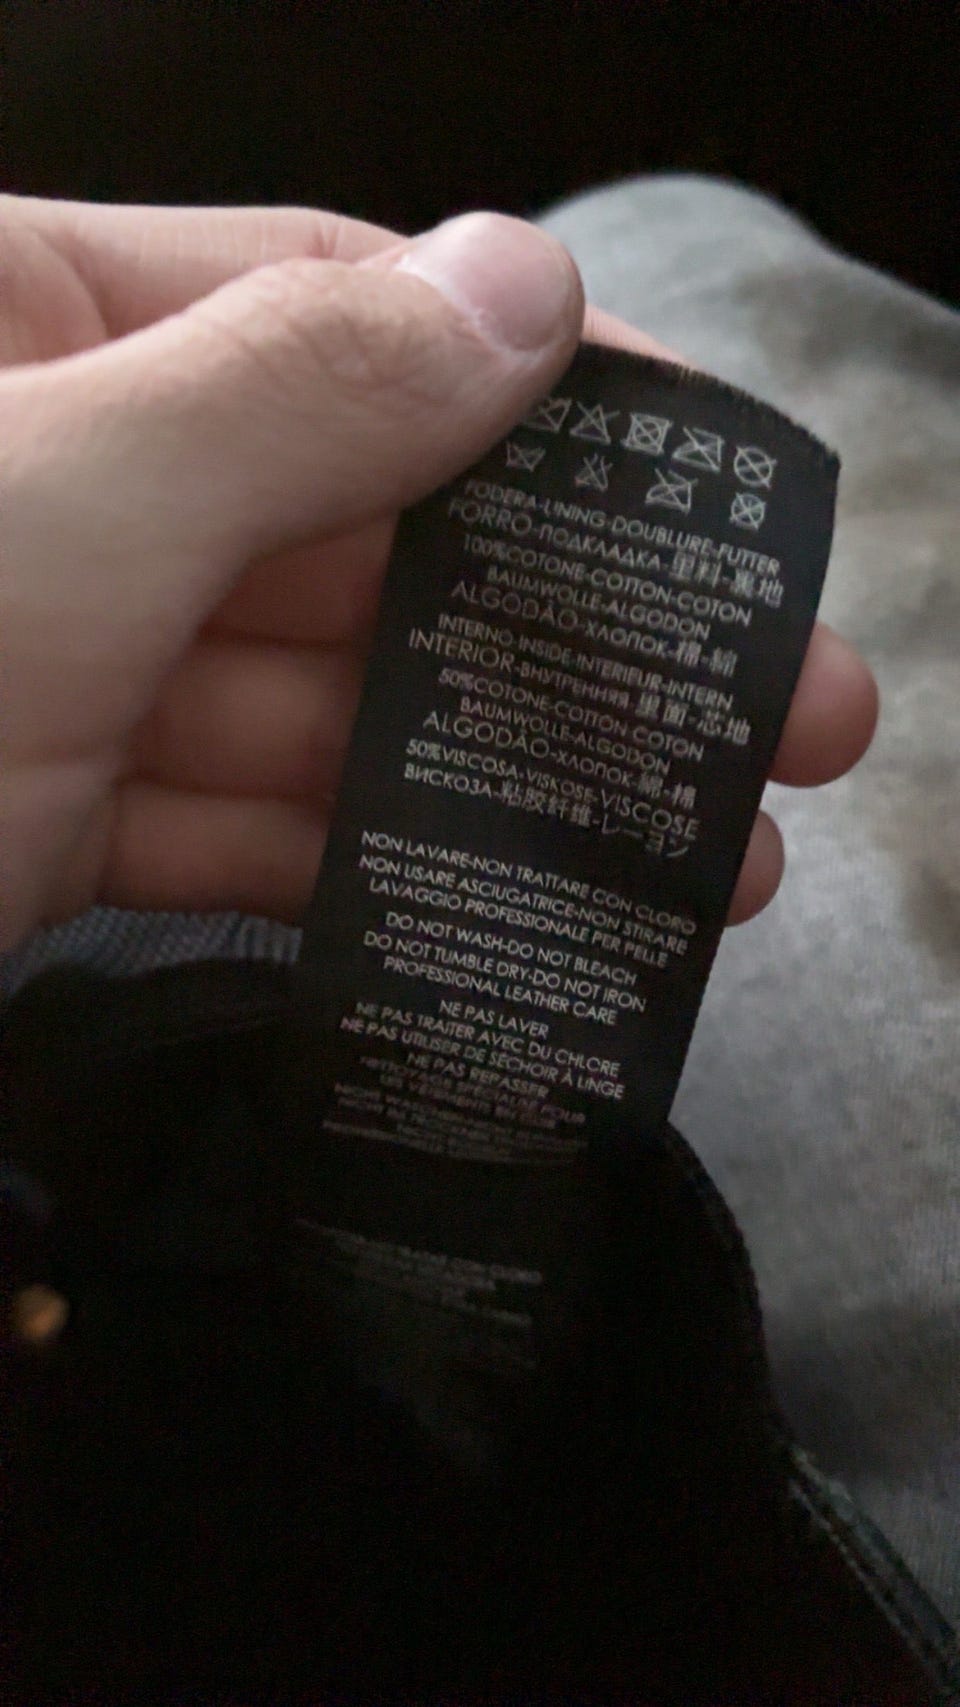 FODERA-LINING-DOUBLURE-FUTTER
FORRO-ПОДКЛАДКА-里料-裏地
100%COTONE-COTTON-COTON
BAUMWOLLE-ALGODON
ALGODÃO-ХЛОПОК-棉-綿
INTERNO-INSIDE-INTERIEUR-INTERN
INTERIOR-ВНУТРЕННЯЯ-里面-芯地
50%COTONE-COTTON-COTON
BAUMWOLLE-ALGODON
ALGODÃO-ХЛОПОК-綿-棉
50%VISCOSA-VISKOSE-VISCOSE
ВИСКОЗА-粘胶纤维-レーヨン
NON LAVARE-NON TRATTARE CON CLORO
NON USARE ASCIUGATRICE-NON STIRARE
LAVAGGIO PROFESSIONALE PER PELLE
DO NOT WASH-DO NOT BLEACH
DO NOT TUMBLE DRY-DO NOT IRON
PROFESSIONAL LEATHER CARE
NE PAS LAVER
NE PAS TRAITER AVEC DU CHLORE
NE PAS UTILISER DE SÉCHOIR À LINGE
NE PAS REPASSER
NETTOYAGE SPÉCIALISÉ POUR